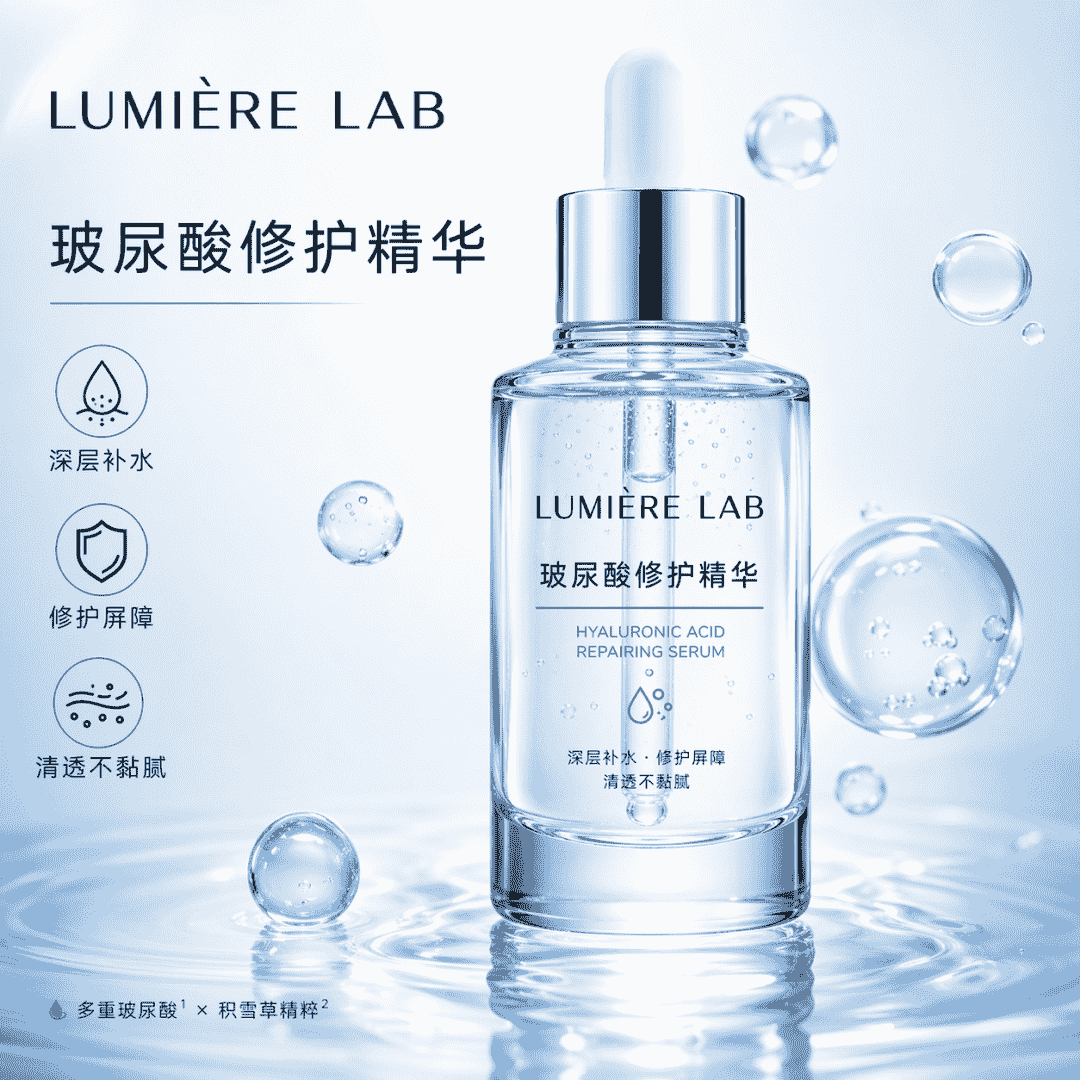 LUMIÈRE LAB
玻尿酸修护精华
深层补水
修护屏障
清透不黏腻
LUMIÈRE LAB
玻尿酸修护精华
HYALURONIC ACID
REPAIRING SERUM
深层补水·修护屏障
清透不黏腻
多重玻尿酸¹ × 积雪草精粹²